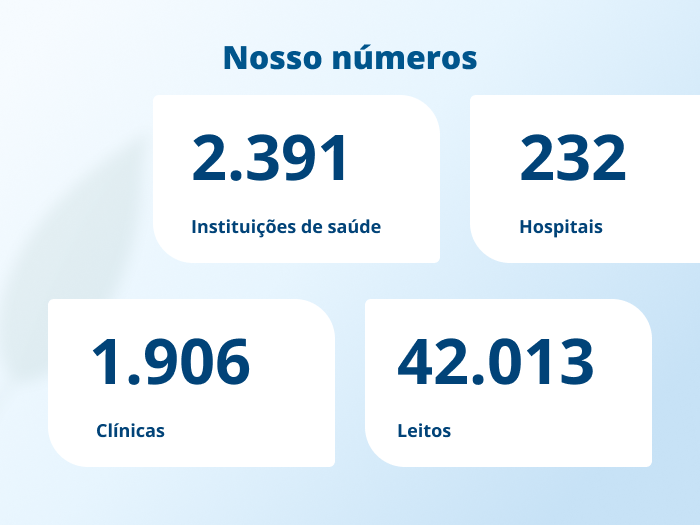 Nosso números
2.391
Instituições de saúde
232
Hospitais
1.906
Clínicas
42.013
Leitos